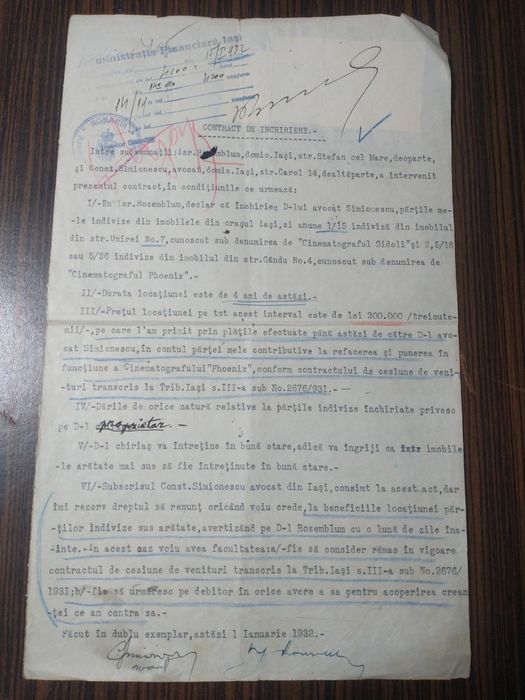 Administrația Financiară Iași
4200
15/I 932
4200
ROMANIA
CONTRACT DE INCHIRIERE.-
Intre subsemnații:Isr.Rosemblum,domic.Iași,str.Stefan cel Mare,deoparte,
și Const.Simionescu,avocat,domic.Iași,str.Carol 14,dealtăparte,a intervenit
prezentul contract,în condițiunile ce urmează:
I/-Eu Isr.Rosemblum,declar că închiriez D-lui avocat Simionescu,părțile me-
le indivize din imobilele din orașul Iași,si anume 1/15 indiviză din imobilul
din str.Unirei No.7,cunoscut sub denumirea de "Cinematograful Sidoli" și 2,5/18
sau 5/36 indivize din imobilul din str.Gându No.4,cunoscut sub denumirea de
"Cinematograful Phoenix".-
II/-Durata locațiunei este de 4 ani de astăzi.-
III/-Prețul locațiunei pe tot acest interval este de lei 300.000 /treisute-
mii/-,pe care l'am primit prin plățile efectuate până astăzi de către D-l avo-
cat Simionescu,în contul părței mele contributive la refacerea și punerea în
funcțiune a Cinematografului"Phoenix",conform contractului de cesiune de veni-
turi transcris la Trib.Iași s.III-a sub No.2676/931.-
IV/-Dările de orice natură relative la părțile indivize închiriate privesc
pe D-l proprietar.-
V/-D-l chiriaș va întreține în bună stare,adică va îngriji ca imobile
-le arătate mai sus să fie întreținute în bună stare.-
VI/-Subscrisul Const.Simionescu avocat din Iași,consimt la acest act,dar
îmi rezerv dreptul să renunț oricând voiu crede,la beneficiile locațiunei păr-
ților indivize sus arătate,avertizând pe D-l Rosemblum cu o lună de zile îna-
inte.-în acest caz voiu avea facultatea:a/-fie să consider rămas în vigoare
contractul de cesiune de venituri transcris la Trib.Iași s.III-a sub No.2676/
1931;b/-fie să urmăresc pe debitor în orice avere a sa pentru acoperirea crean-
ței ce am contra sa.-
Făcut în dublu exemplar,astăzi 1 Ianuarie 1932.-